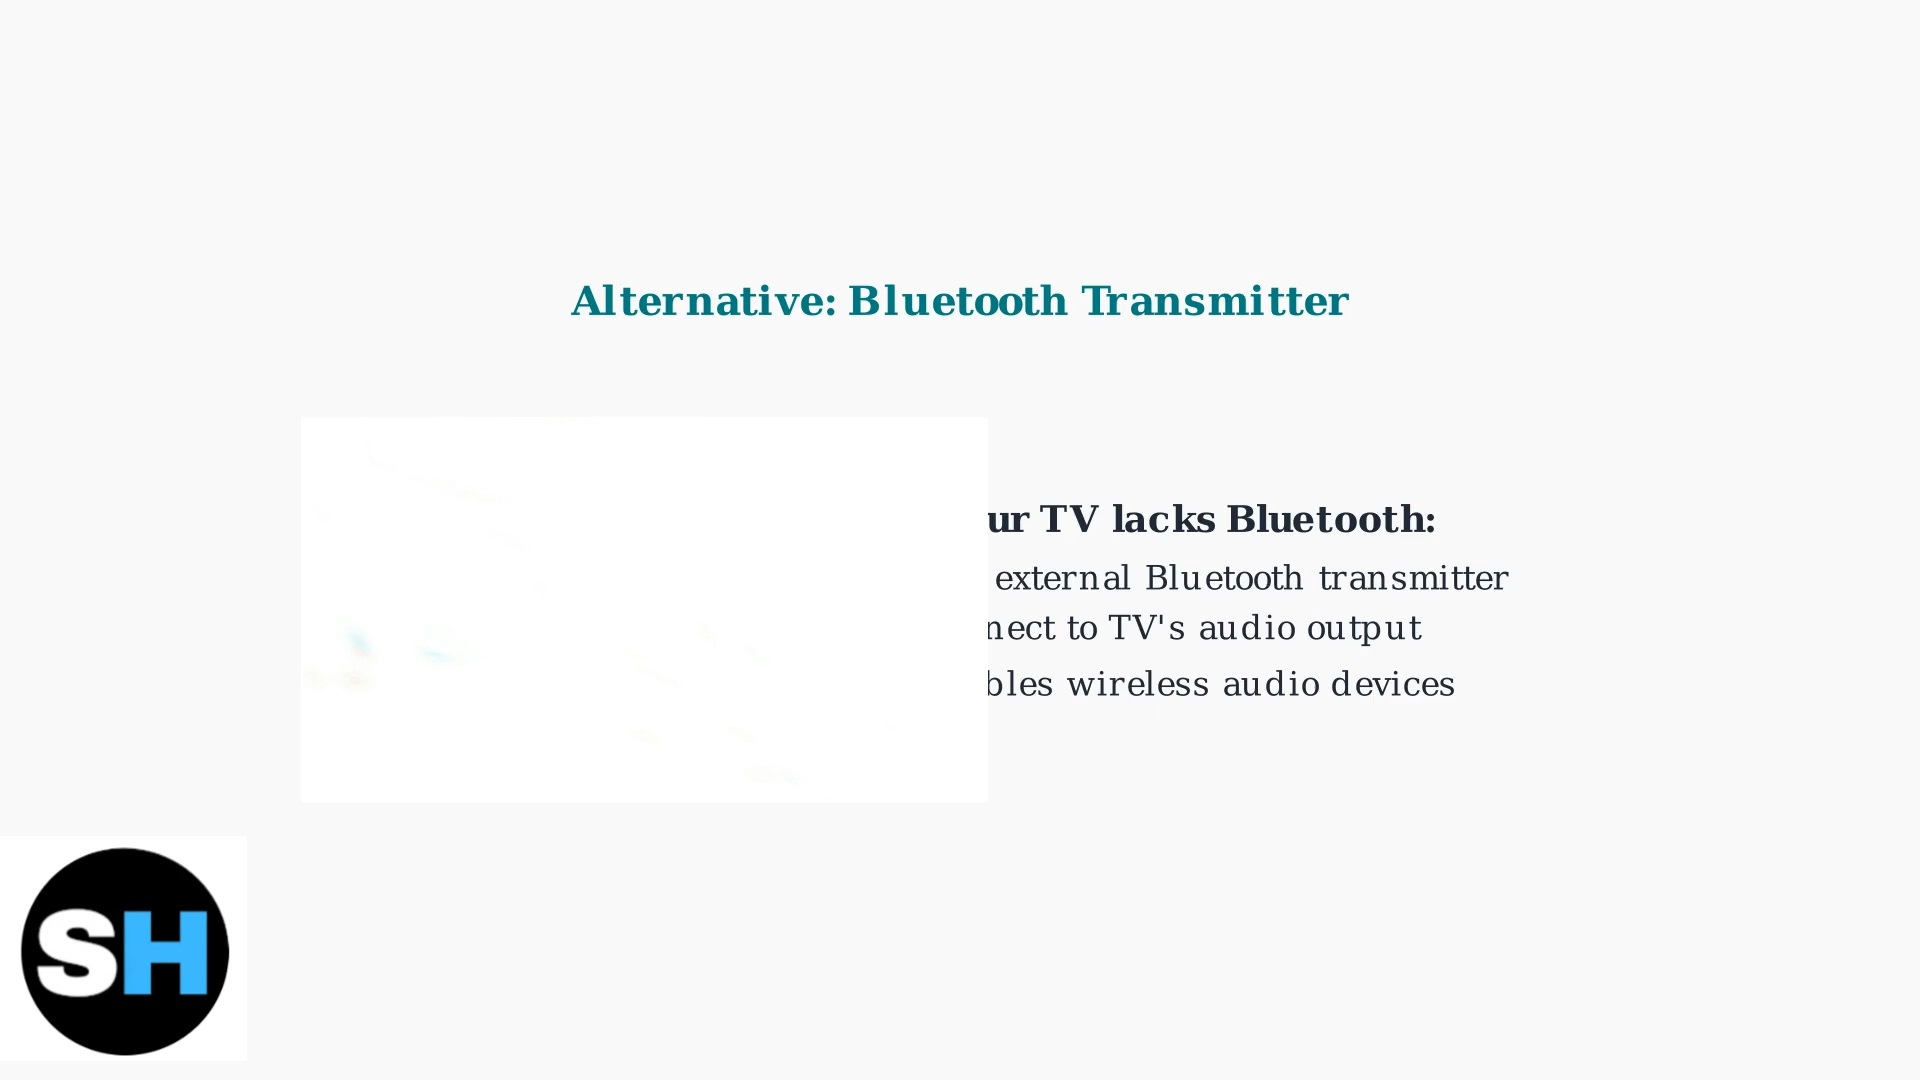 Alternative: Bluetooth Transmitter
ur TV lacks Bluetooth:
external Bluetooth transmitter
nect to TV's audio output
bles wireless audio devices
SH